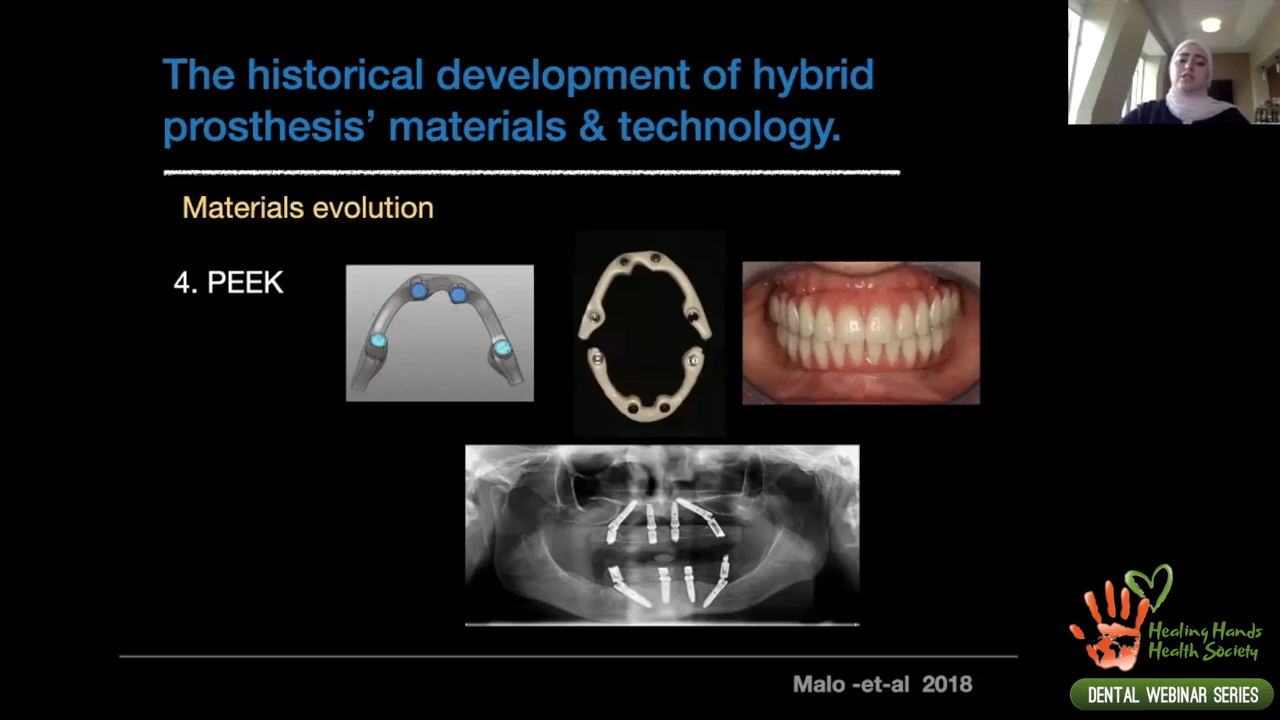 The historical development of hybrid
prosthesis' materials & technology.
Materials evolution
4. PEEK
Malo -et-al 2018
Healing Hands
Health Society
DENTAL WEBINAR SERIES